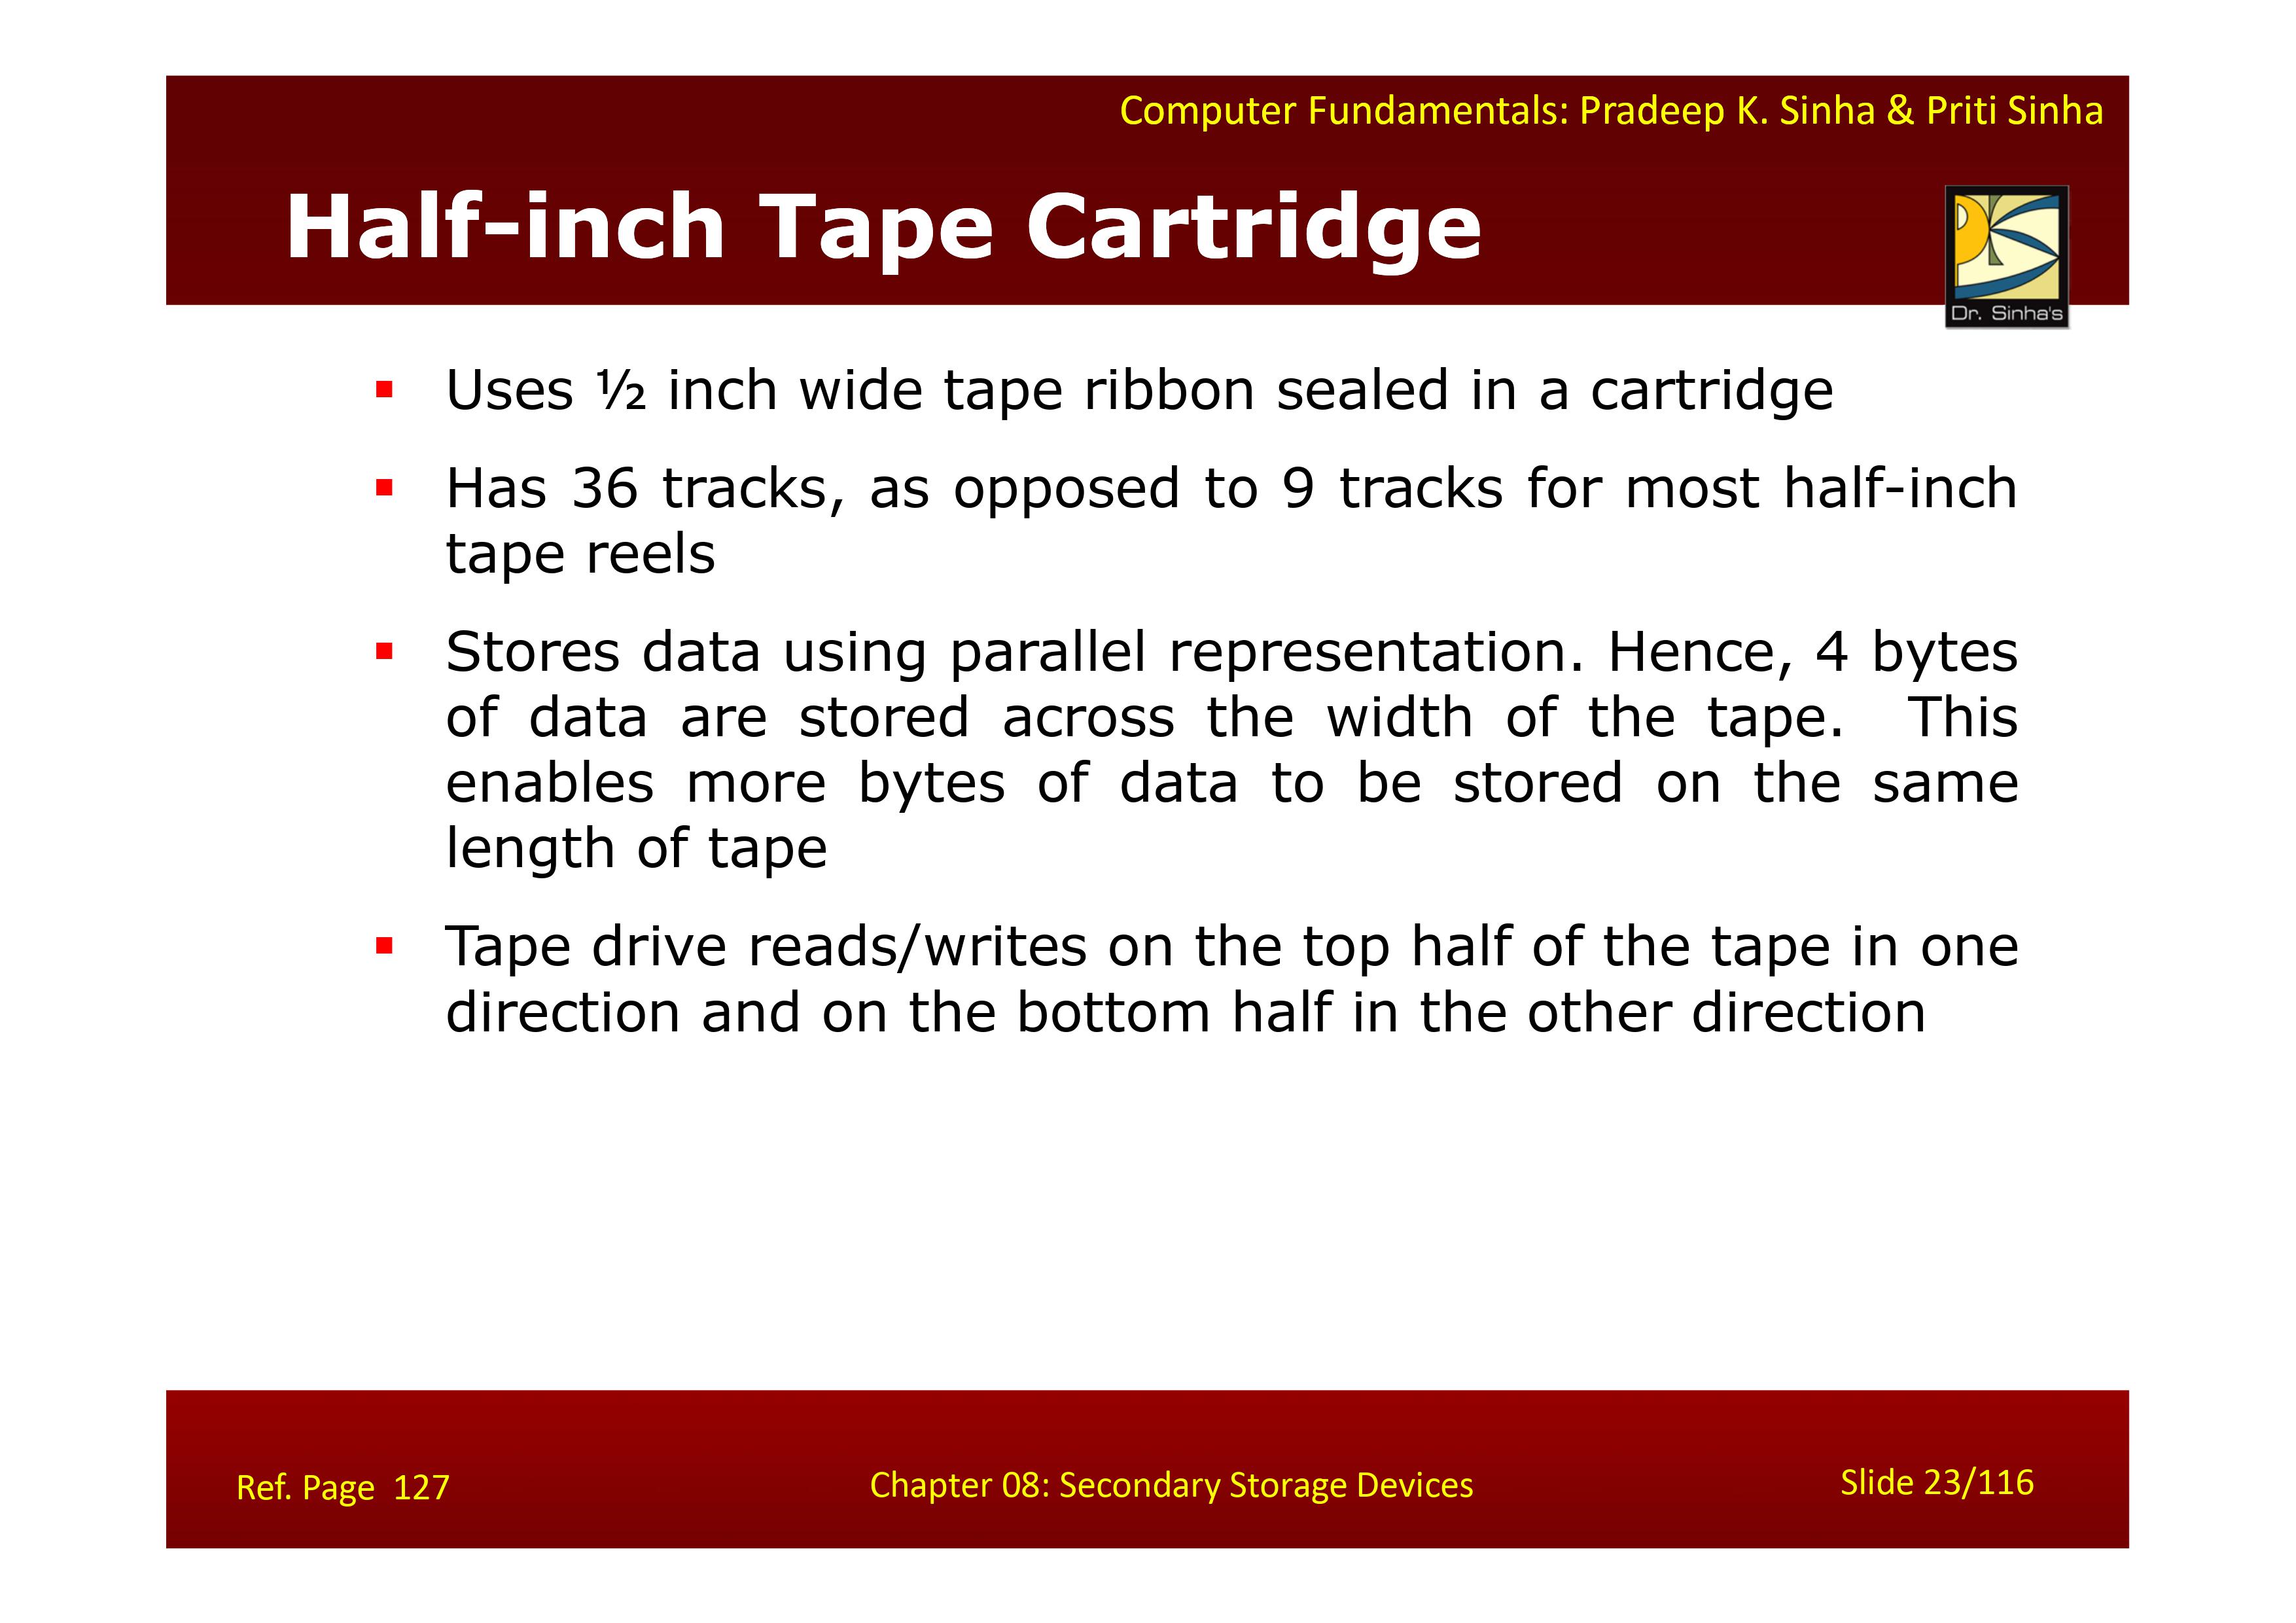 Computer Fundamentals: Pradeep K. Sinha & Priti Sinha
Half-inch Tape Cartridge
Dr. Sinha's
▪ Uses ½ inch wide tape ribbon sealed in a cartridge
▪ Has 36 tracks, as opposed to 9 tracks for most half-inch
tape reels
▪ Stores data using parallel representation. Hence, 4 bytes
of data are stored across the width of the tape. This
enables more bytes of data to be stored on the same
length of tape
▪ Tape drive reads/writes on the top half of the tape in one
direction and on the bottom half in the other direction
Ref. Page 127
Chapter 08: Secondary Storage Devices
Slide 23/116